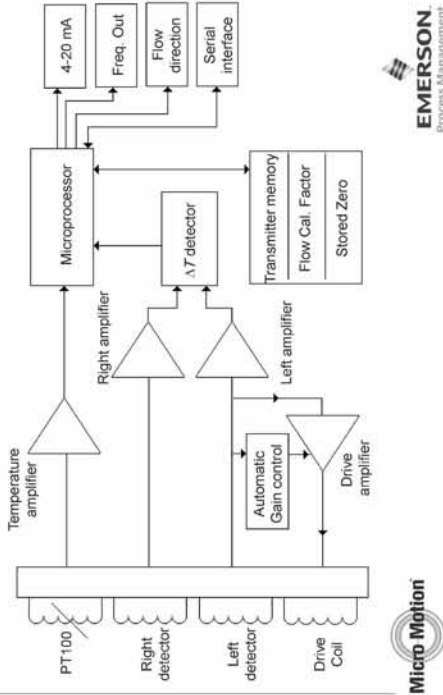 PT100
Right
detector
Left
detector
Drive
Coil
Temperature
amplifier
Right amplifier
Left amplifier
Automatic
Gain control
Drive
amplifier
ΔT detector
Microprocessor
Transmitter memory
Flow Cal. Factor
Stored Zero
4-20 mA
Freq. Out
Flow
direction
Serial
interface
Micro Motion
EMERSON
Process Management